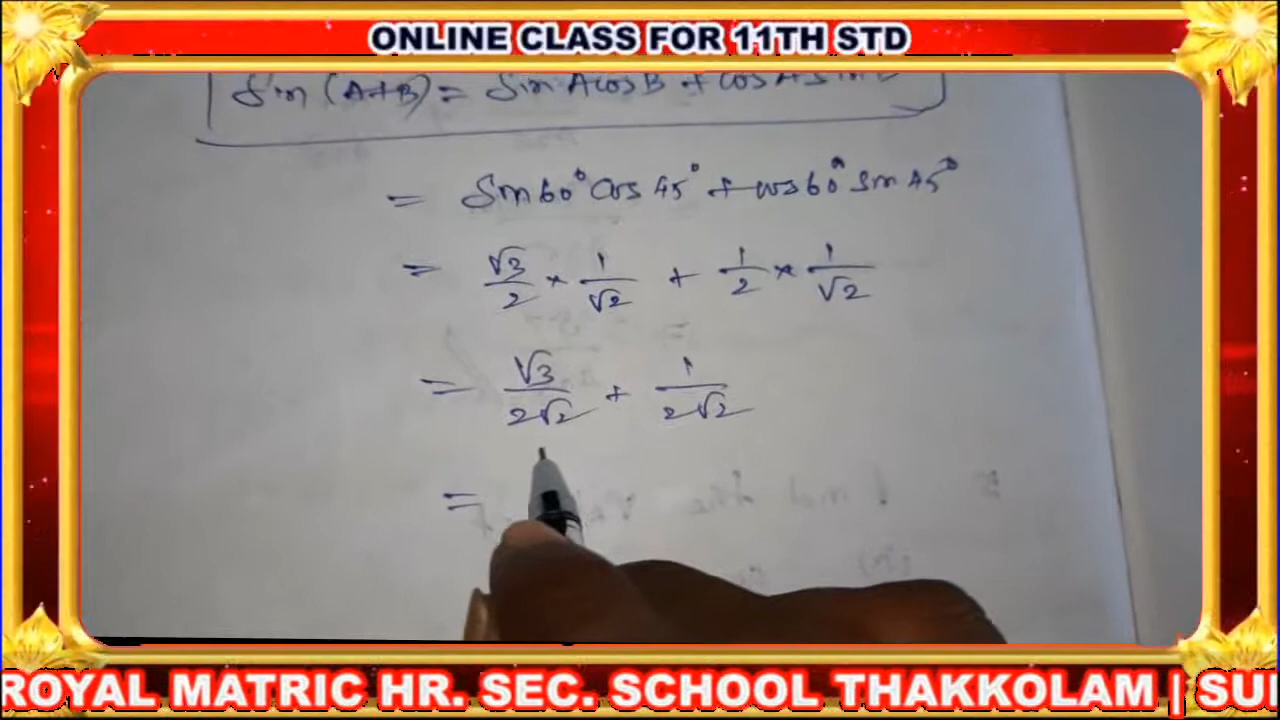 ONLINE CLASS FOR 11TH STD
Sin (A+B) = Sin A cos B + cos A sin B
= Sin 60° Cos 45° + cos 60° sin 45°
= √3/2 × 1/√2 + 1/2 × 1/√2
= √3/2√2 + 1/2√2
=
ROYAL MATRIC HR. SEC. SCHOOL THAKKOLAM | SU